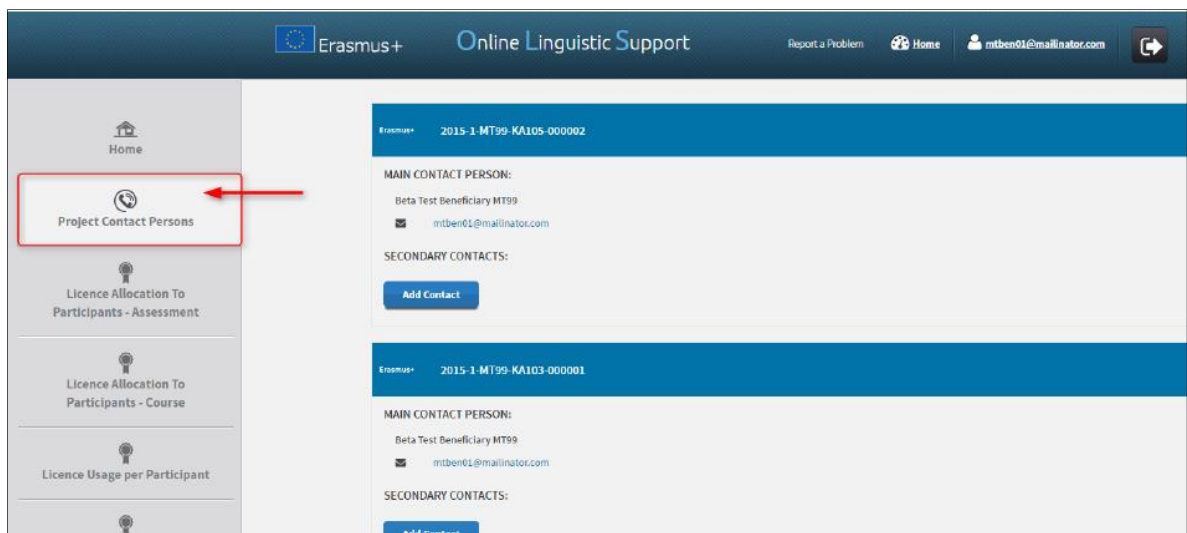 Erasmus+
Online Linguistic Support
Report a Problem
Home
mtben01@mailinator.com
Home
Project Contact Persons
Licence Allocation To
Participants - Assessment
Licence Allocation To
Participants - Course
Licence Usage per Participant
Erasmus+ 2015-1-MT99-KA105-000002
MAIN CONTACT PERSON:
Beta Test Beneficiary MT99
mtben01@mailinator.com
SECONDARY CONTACTS:
Add Contact
Erasmus+ 2015-1-MT99-KA103-000001
MAIN CONTACT PERSON:
Beta Test Beneficiary MT99
mtben01@mailinator.com
SECONDARY CONTACTS:
Add Contact